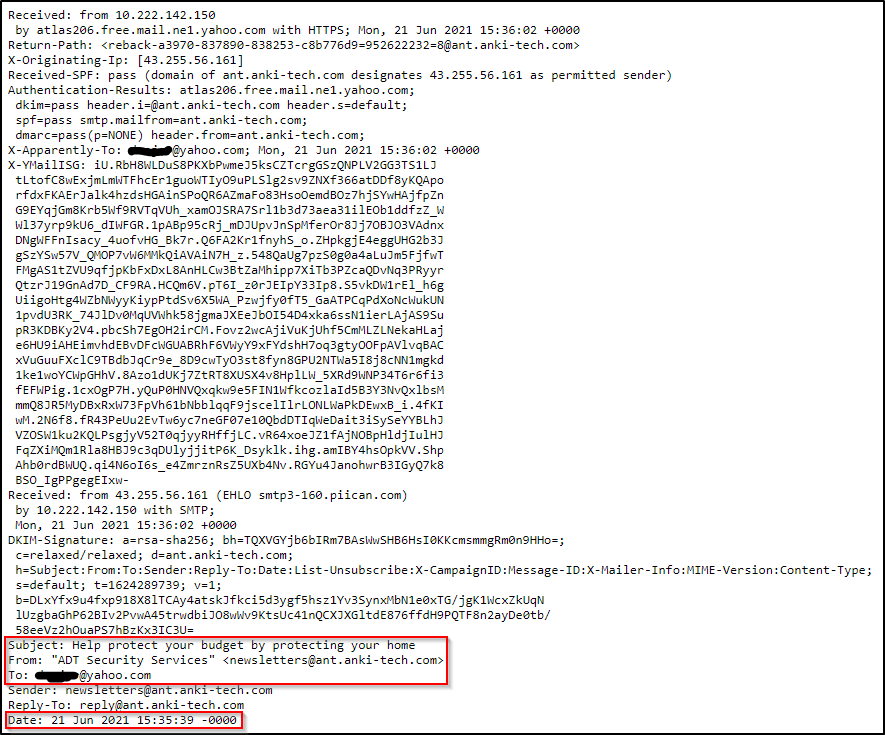 Received: from 10.222.142.150
by atlas206.free.mail.ne1.yahoo.com with HTTPS; Mon, 21 Jun 2021 15:36:02 +0000
Return-Path: <reback-a3970-837890-838253-c8b776d9=952622232=8@ant.anki-tech.com>
X-Originating-Ip: [43.255.56.161]
Received-SPF: pass (domain of ant.anki-tech.com designates 43.255.56.161 as permitted sender)
Authentication-Results: atlas206.free.mail.ne1.yahoo.com;
dkim=pass header.i=@ant.anki-tech.com header.s=default;
spf=pass smtp.mailfrom=ant.anki-tech.com;
dmarc=pass(p=NONE) header.from=ant.anki-tech.com;
X-Apparently-To: @yahoo.com; Mon, 21 Jun 2021 15:36:02 +0000
X-YMailISG: iU.RbH8WLDuS8PKXbPwmeJ5ksCZTcrgGSzQNPLV2GG3TS1LJ
tLtofC8wExjmLmWTFhcEr1guoWTIyO9uPLSlg2sv9ZNXf366atDDf8yKQApo
rfdxFKAErJalk4hzdsHGAinSPoQR6AZmaFo83HsoOemdBOz7hjSYwHAjfpZn
G9EYqjGm8Krb5Wf9RVTqVUh_xamOJSRA7Srl1b3d73aea31ilEOb1ddfzZ_W
Wl37yrp9kU6_dIWFGR.1pABp95cRj_mDJUpvJnSpMferOr8Jj7OBJO3VAdnx
DNgWFFnIsacy_4uofvHG_Bk7r.Q6FA2Kr1fnyhS_o.ZHpkgjE4eggUHG2b3J
gSzYSw57V_QMOP7vW6MMkQiAVAiN7H_z.548QaUg7pzS0g0a4aLuJm5FjfwT
FMgAS1tZVU9qfjpKbFxDxL8AnHLCw3BtZaMhipp7XiTb3PZcaQDvNq3PRyyr
QtzrJ19GnAd7D_CF9RA.HCQm6V.pT6I_z0rJEIpY33Ip8.S5vkDW1rEl_h6g
UiigoHtg4WZbNWyyKiypPtdSv6X5WA_Pzwjfy0fT5_GaATPCqPdXoNcWukUN
1pvdU3RK_74JlDv0MqUVWhk58jgmaJXEeJbOI54D4xka6ssN1ierLAjAS9Su
pR3KDBKy2V4.pbcSh7EgOH2irCM.Fovz2wcAjiVuKjUhf5CmMLZLNekaHLaj
e6HU9iAHEimvhdEBvDFcWGUABRhF6VWyY9xFYdshH7oq3gtyOOFpAVlvqBAC
xVuGuuFXclC9TBdbJqCr9e_8D9cwTyO3st8fyn8GPU2NTWa5I8j8cNN1mgkd
1ke1woYCWpGHhV.8Azo1dUKj7ZtRT8XUSX4v8HplLW_5XRd9WNP34T6r6fi3
fEFWPig.1cxOgP7H.yQuP0HNVQxqkw9e5FIN1WfkcozlaId5B3Y3NvQxlbsM
mmQ8JR5MyDBxRxW73FpVh61bNbblqqF9jscelIlrLONLWaPkDEwxB_i.4fKI
wM.2N6f8.fR43PeUu2EvTw6yc7neGF07e10QbdDTIqWeDait3iSySeYYBLhJ
VZOSW1ku2KQLPsgjyV52T0qjyyRHffjLC.vR64xoeJZ1fAjNOBpHldjIulHJ
FqZXiMQm1Rla8HBJ9c3qDUlyjjitP6K_Dsyklk.ihg.amIBY4hsOpkVV.Shp
Ahb0rdBWUQ.qi4N6oI6s_e4ZmrznRsZ5UXb4Nv.RGYu4JanohwrB3IGyQ7k8
BSO_IgPPgegEIxw-
Received: from 43.255.56.161 (EHLO smtp3-160.piican.com)
by 10.222.142.150 with SMTP;
Mon, 21 Jun 2021 15:36:02 +0000
DKIM-Signature: a=rsa-sha256; bh=TQXVGYjb6bIRm7BAsWwSHB6HsI0KKcmsmmgRm0n9HHo=;
c=relaxed/relaxed; d=ant.anki-tech.com;
h=Subject:From:To:Sender:Reply-To:Date:List-Unsubscribe:X-CampaignID:Message-ID:X-Mailer-Info:MIME-Version:Content-Type;
s=default; t=1624289739; v=1;
b=DLxYfx9u4fxp918X8lTCAy4atskJfkci5d3ygf5hsz1Yv3SynxMbN1e0xTG/jgK1WcxZkUqN
lUzgbaGhP62BIv2PvwA45trwdbiJO8wWv9KtsUc41nQCXJXGltdE876ffdH9PQTF8n2ayDe0tb/
58eeVz2hOuaPS7hBzKx3IC3U=
Subject: Help protect your budget by protecting your home
From: "ADT Security Services" <newsletters@ant.anki-tech.com>
To: @yahoo.com
Sender: newsletters@ant.anki-tech.com
Reply-To: reply@ant.anki-tech.com
Date: 21 Jun 2021 15:35:39 -0000